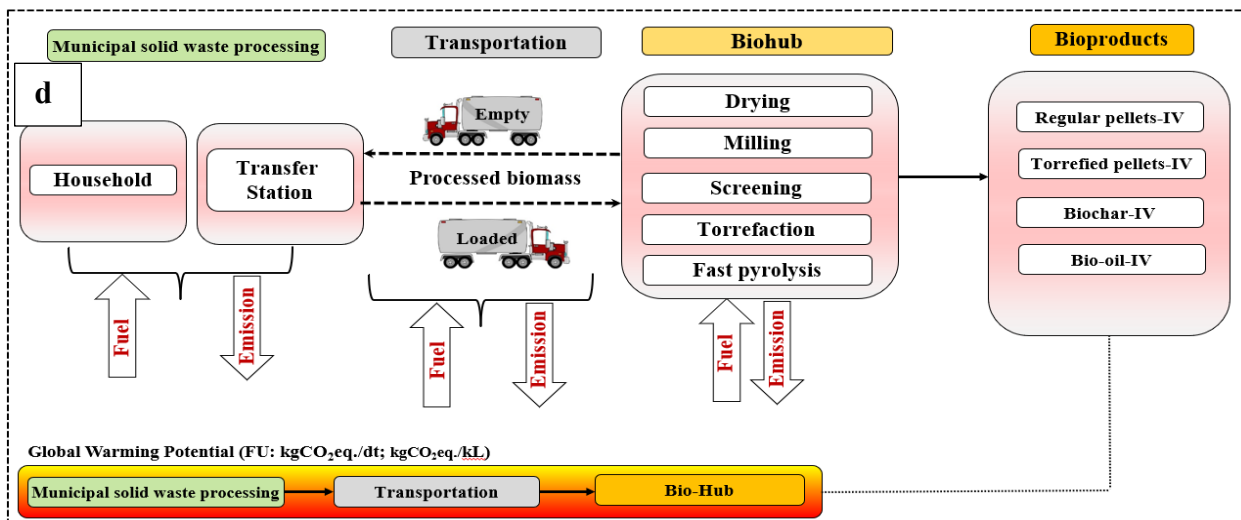 Municipal solid waste processing
Transportation
Biohub
Bioproducts
d
Household
Transfer
Station
Empty
Processed biomass
Loaded
Drying
Milling
Screening
Torrefaction
Fast pyrolysis
Regular pellets-IV
Torrefied pellets-IV
Biochar-IV
Bio-oil-IV
Fuel
Emission
Fuel
Emission
Fuel
Emission
Global Warming Potential (FU: kgCO₂eq./dt; kgCO₂eq./kL)
Municipal solid waste processing
Transportation
Bio-Hub